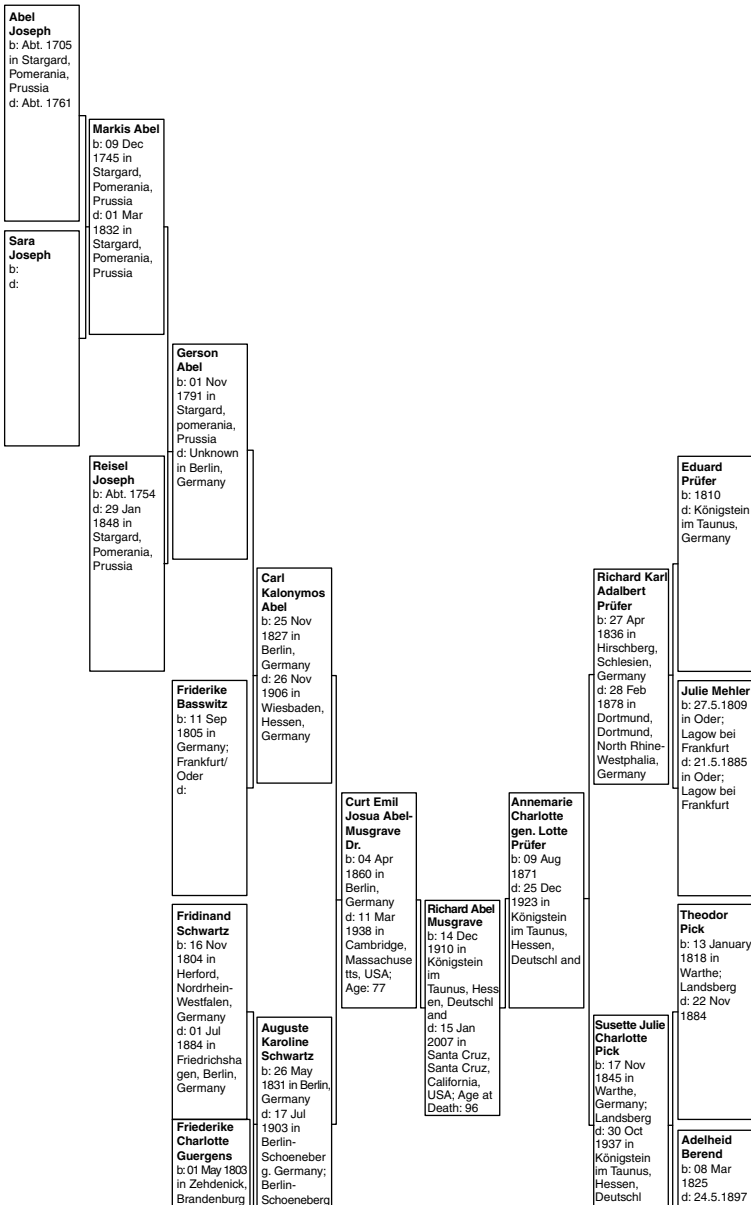 Abel
Joseph
b: Abt. 1705
in Stargard,
Pomerania,
Prussia
d: Abt. 1761
Sara
Joseph
b:
d:
Markis Abel
b: 09 Dec
1745 in
Stargard,
Pomerania,
Prussia
d: 01 Mar
1832 in
Stargard,
Pomerania,
Prussia
Reisel
Joseph
b: Abt. 1754
d: 29 Jan
1848 in
Stargard,
Pomerania,
Prussia
Gerson
Abel
b: 01 Nov
1791 in
Stargard,
pomerania,
Prussia
d: Unknown
in Berlin,
Germany
Friderike
Basswitz
b: 11 Sep
1805 in
Germany;
Frankfurt/
Oder
d:
Fridinand
Schwartz
b: 16 Nov
1804 in
Herford,
Nordrhein-
Westfalen,
Germany
d: 01 Jul
1884 in
Friedrichsha
gen, Berlin,
Germany
Friederike
Charlotte
Guergens
b: 01 May 1803
in Zehdenick,
Brandenburg
Carl
Kalonymos
Abel
b: 25 Nov
1827 in
Berlin,
Germany
d: 26 Nov
1906 in
Wiesbaden,
Hessen,
Germany
Auguste
Karoline
Schwartz
b: 26 May
1831 in Berlin,
Germany
d: 17 Jul
1903 in
Berlin-
Schoeneber
g. Germany;
Berlin-
Schoeneberg
Curt Emil
Josua Abel-
Musgrave
Dr.
b: 04 Apr
1860 in
Berlin,
Germany
d: 11 Mar
1938 in
Cambridge,
Massachuse
tts, USA;
Age: 77
Richard Abel
Musgrave
b: 14 Dec
1910 in
Königstein
im
Taunus, Hess
en, Deutschl
and
d: 15 Jan
2007 in
Santa Cruz,
Santa Cruz,
California,
USA; Age at
Death: 96
Annemarie
Charlotte
gen. Lotte
Prüfer
b: 09 Aug
1871
d: 25 Dec
1923 in
Königstein
im Taunus,
Hessen,
Deutschl and
Richard Karl
Adalbert
Prüfer
b: 27 Apr
1836 in
Hirschberg,
Schlesien,
Germany
d: 28 Feb
1878 in
Dortmund,
Dortmund,
North Rhine-
Westphalia,
Germany
Susette Julie
Charlotte
Pick
b: 17 Nov
1845 in
Warthe,
Germany;
Landsberg
d: 30 Oct
1937 in
Königstein
im Taunus,
Hessen,
Deutschl
Eduard
Prüfer
b: 1810
d: Königstein
im Taunus,
Germany
Julie Mehler
b: 27.5.1809
in Oder;
Lagow bei
Frankfurt
d: 21.5.1885
in Oder;
Lagow bei
Frankfurt
Theodor
Pick
b: 13 January
1818 in
Warthe;
Landsberg
d: 22 Nov
1884
Adelheid
Berend
b: 08 Mar
1825
d: 24.5.1897